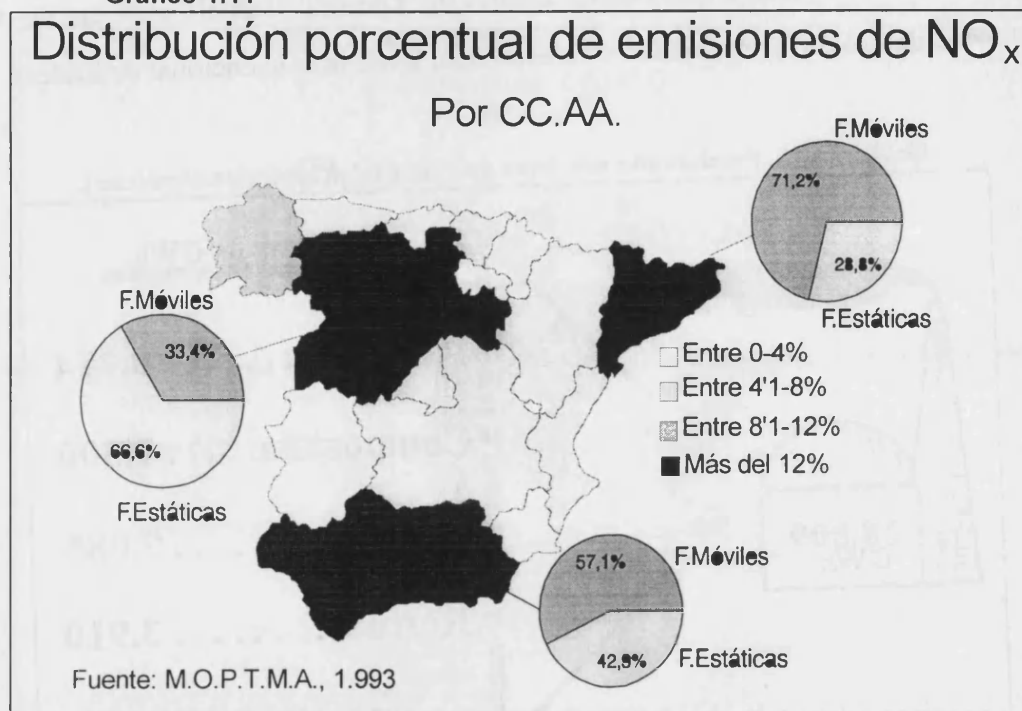 Distribución porcentual de emisiones de NOx
Por CC.AA.
F.Móviles
71,2%
28,8%
F.Estáticas
F.Móviles
33,4%
66,6%
F.Estáticas
Entre 0-4%
Entre 4'1-8%
Entre 8'1-12%
Más del 12%
57,1%
F.Móviles
42,9%
F.Estáticas
Fuente: M.O.P.T.M.A., 1.993